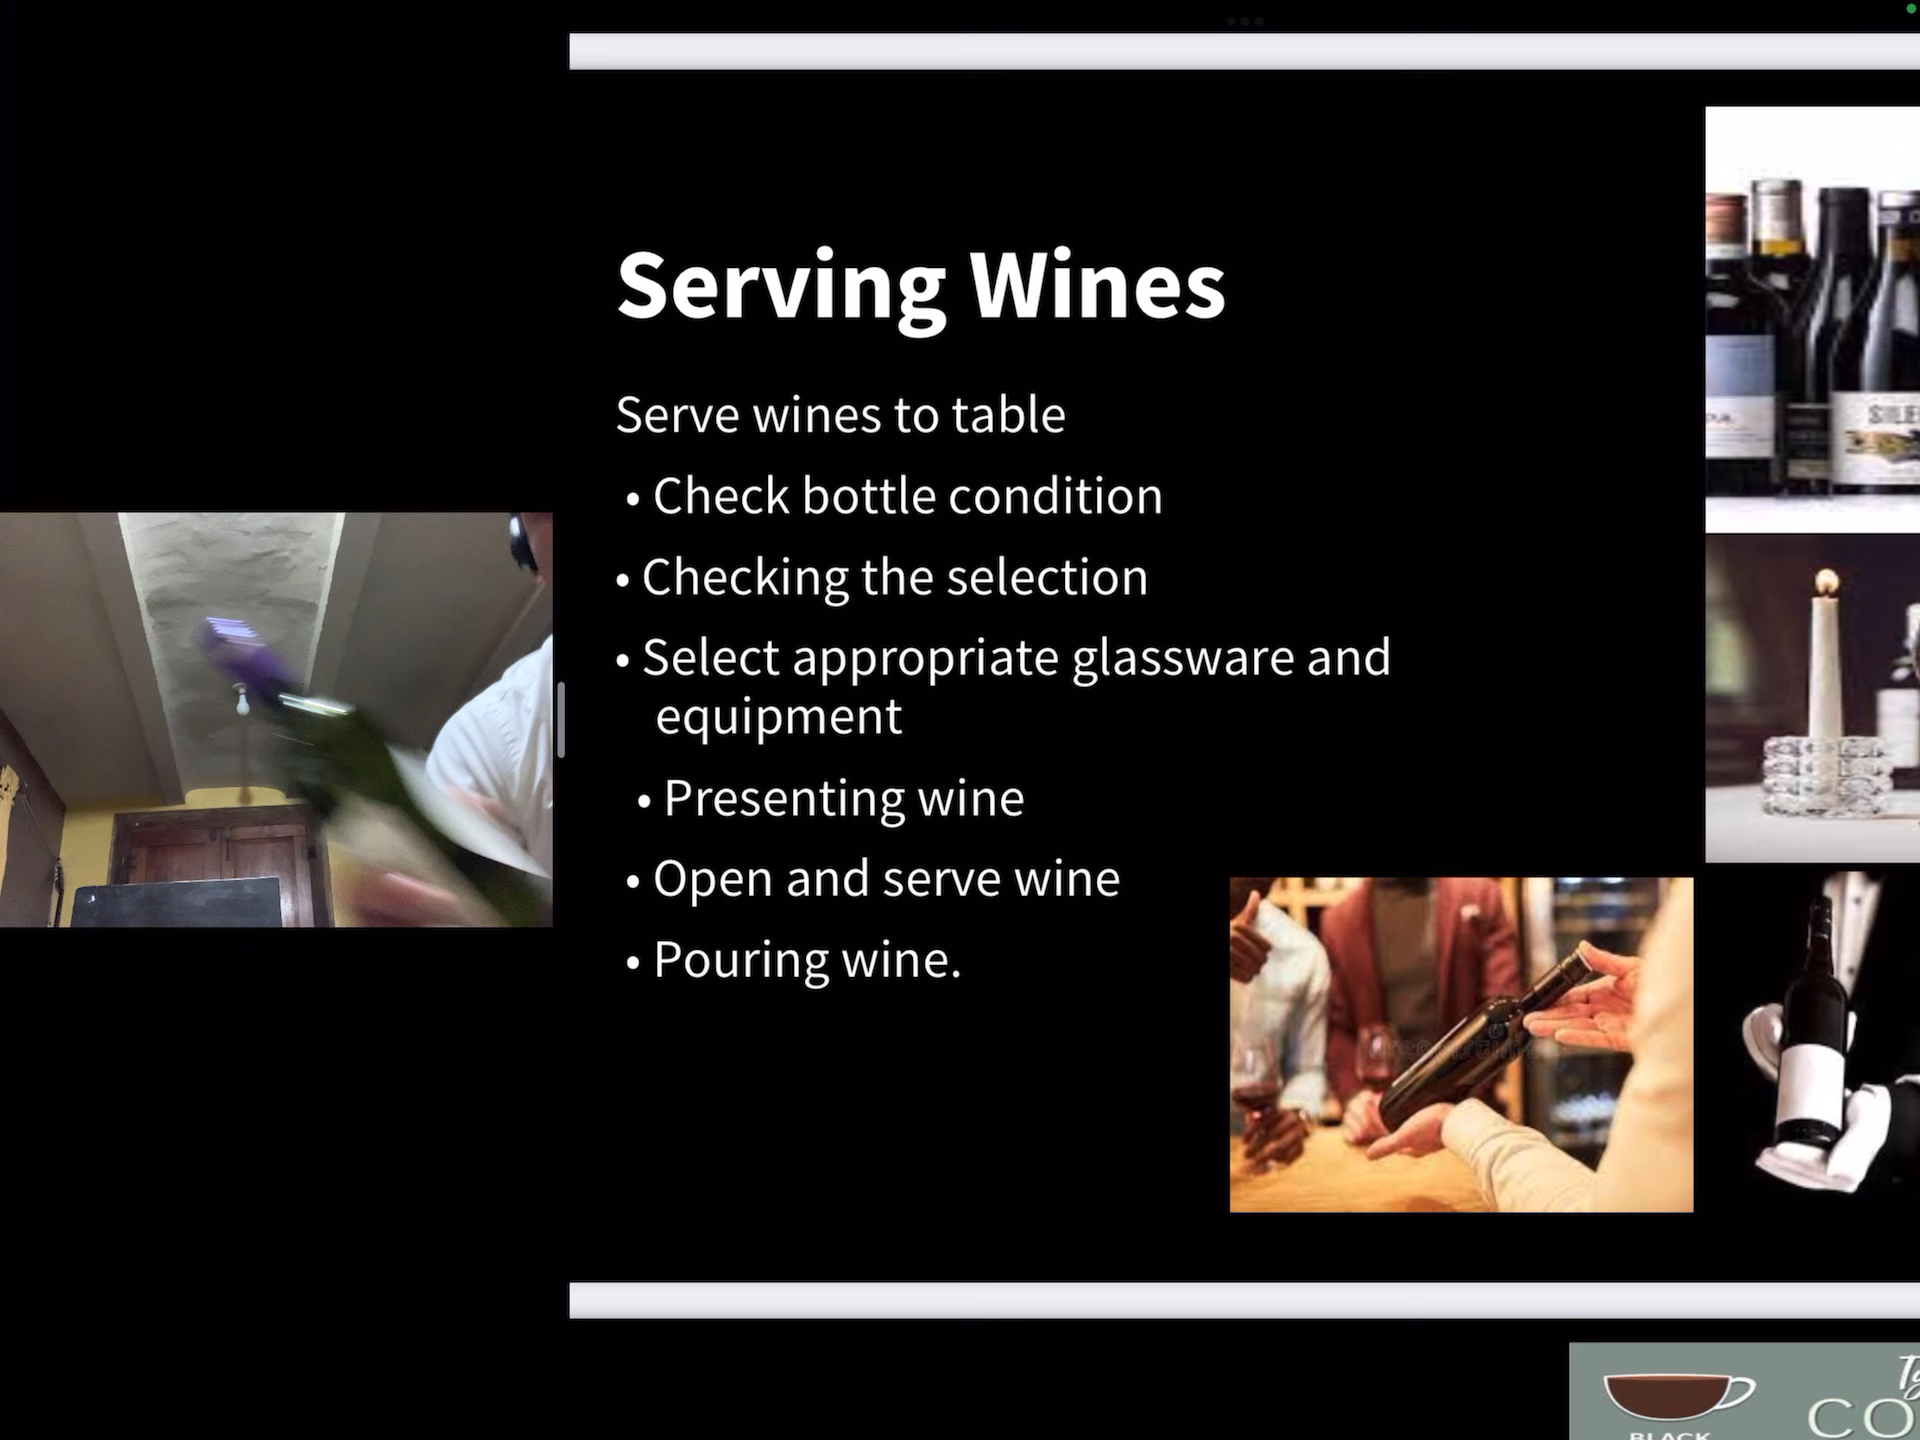 Serving Wines
Serve wines to table
• Check bottle condition
• Checking the selection
• Select appropriate glassware and
equipment
• Presenting wine
• Open and serve wine
• Pouring wine.
BLACK